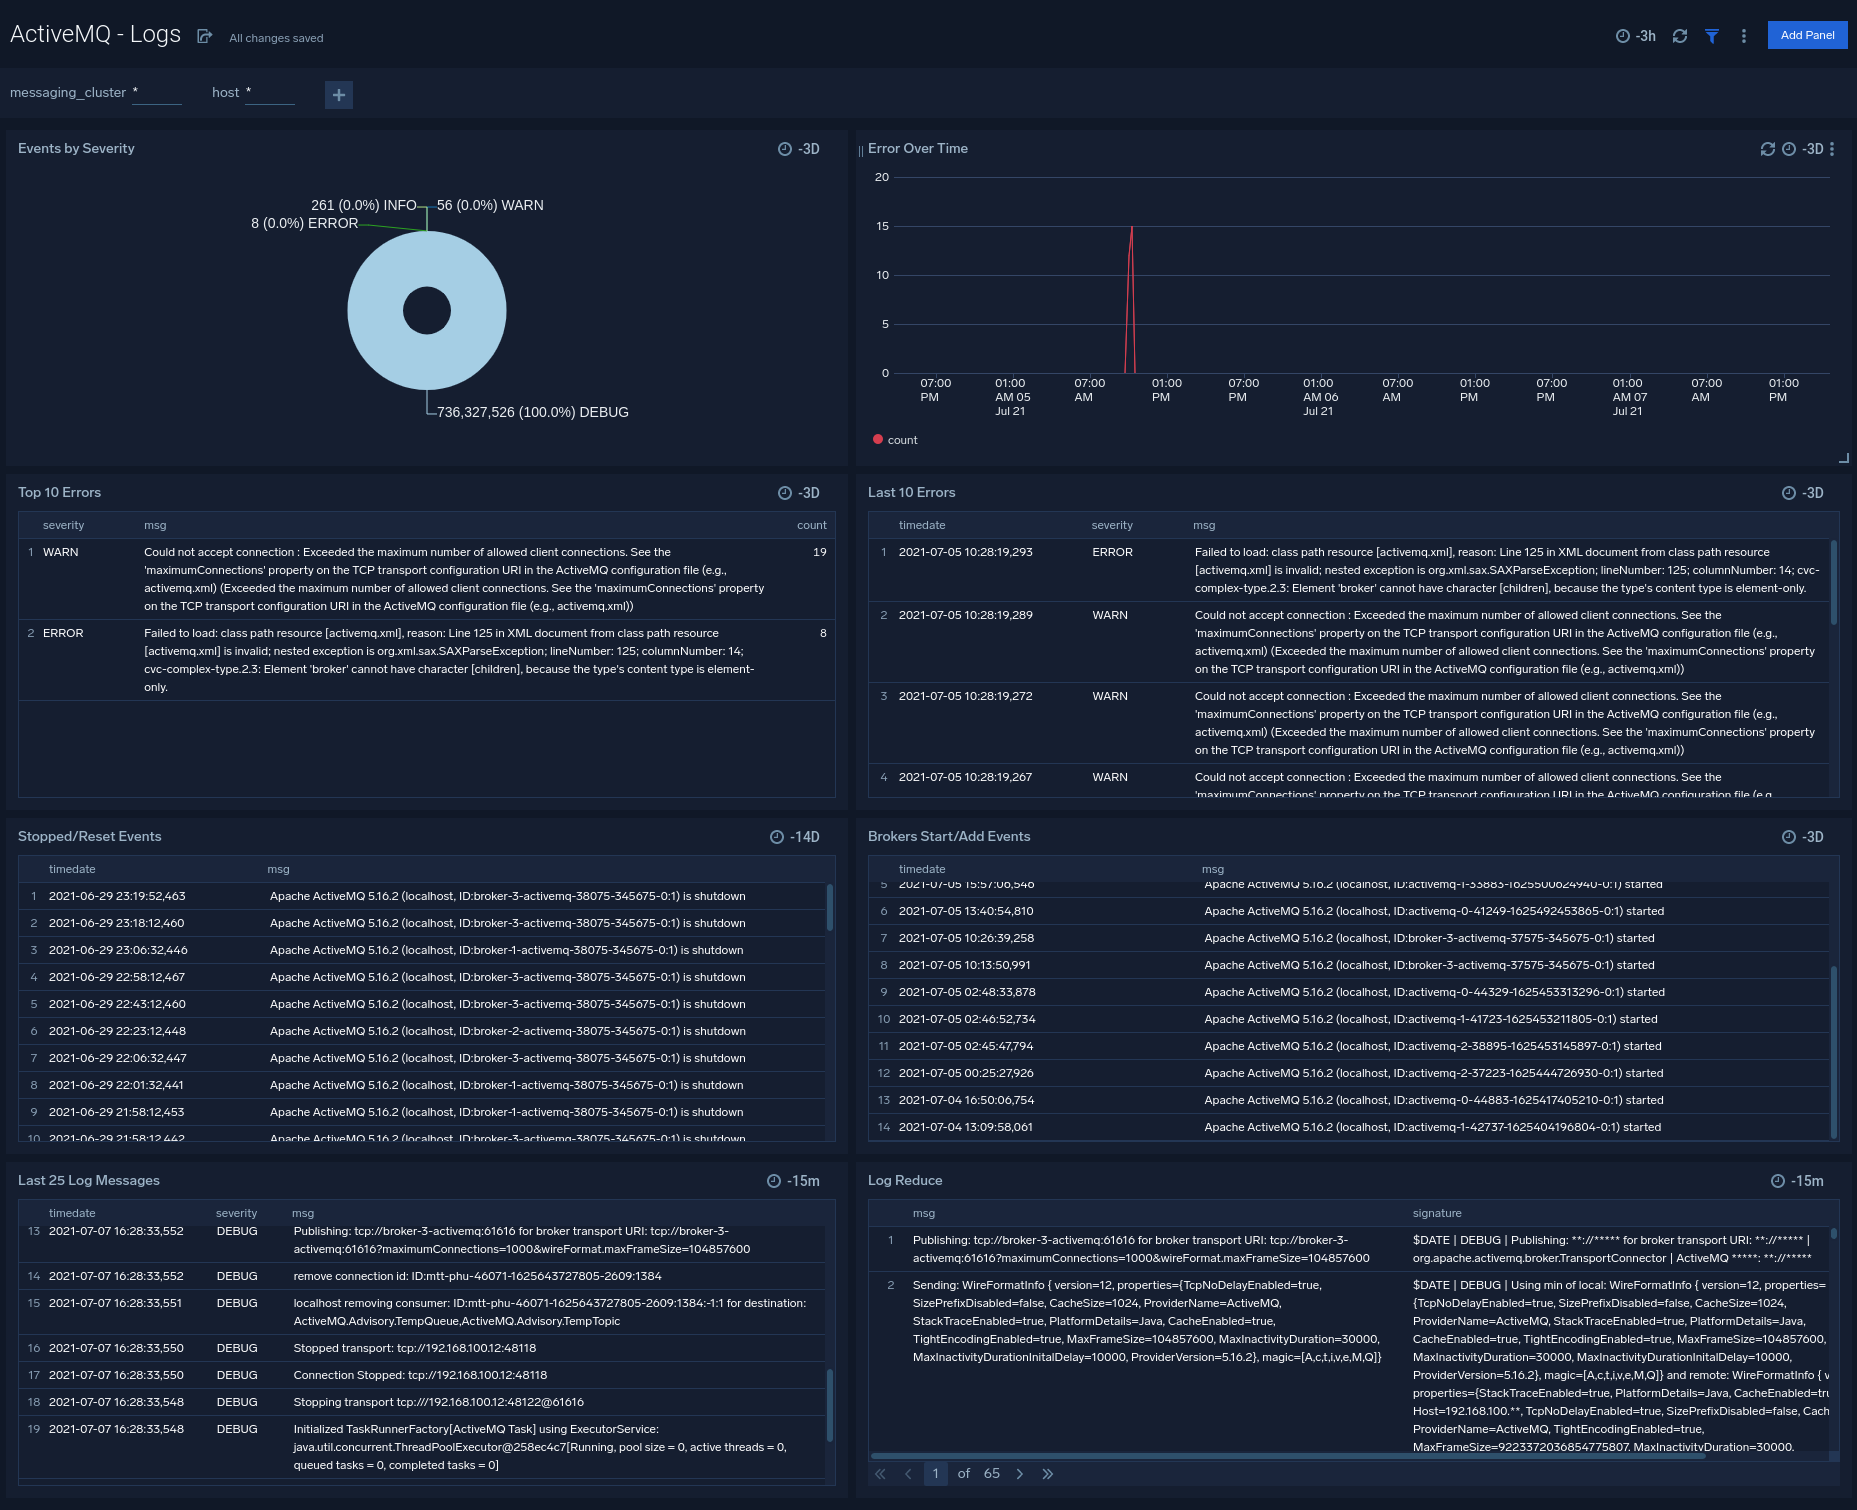 ActiveMQ - Logs
All changes saved
-3h
Add Panel
messaging_cluster *
host *
+
Events by Severity
-3D
261 (0.0%) INFO
56 (0.0%) WARN
8 (0.0%) ERROR
736,327,526 (100.0%) DEBUG
Error Over Time
-3D
20
15
10
5
0
07:00 PM
01:00 AM 05 Jul 21
07:00 AM
01:00 PM
07:00 PM
01:00 AM 06 Jul 21
07:00 AM
01:00 PM
07:00 PM
01:00 AM 07 Jul 21
07:00 AM
01:00 PM
count
Top 10 Errors
-3D
severity msg count
1 WARN Could not accept connection : Exceeded the maximum number of allowed client connections. See the 19
'maximumConnections' property on the TCP transport configuration URI in the ActiveMQ configuration file (e.g.,
activemq.xml) (Exceeded the maximum number of allowed client connections. See the 'maximumConnections' property
on the TCP transport configuration URI in the ActiveMQ configuration file (e.g., activemq.xml))
2 ERROR Failed to load: class path resource [activemq.xml], reason: Line 125 in XML document from class path resource 8
[activemq.xml] is invalid; nested exception is org.xml.sax.SAXParseException; lineNumber: 125; columnNumber: 14;
cvc-complex-type.2.3: Element 'broker' cannot have character [children], because the type's content type is element-
only.
Last 10 Errors
-3D
timedate severity msg
1 2021-07-05 10:28:19,293 ERROR Failed to load: class path resource [activemq.xml], reason: Line 125 in XML document from class path resource
[activemq.xml] is invalid; nested exception is org.xml.sax.SAXParseException; lineNumber: 125; columnNumber: 14; cvc-
complex-type.2.3: Element 'broker' cannot have character [children], because the type's content type is element-only.
2 2021-07-05 10:28:19,289 WARN Could not accept connection : Exceeded the maximum number of allowed client connections. See the
'maximumConnections' property on the TCP transport configuration URI in the ActiveMQ configuration file (e.g.,
activemq.xml) (Exceeded the maximum number of allowed client connections. See the 'maximumConnections' property
on the TCP transport configuration URI in the ActiveMQ configuration file (e.g., activemq.xml))
3 2021-07-05 10:28:19,272 WARN Could not accept connection : Exceeded the maximum number of allowed client connections. See the
'maximumConnections' property on the TCP transport configuration URI in the ActiveMQ configuration file (e.g.,
activemq.xml) (Exceeded the maximum number of allowed client connections. See the 'maximumConnections' property
on the TCP transport configuration URI in the ActiveMQ configuration file (e.g., activemq.xml))
4 2021-07-05 10:28:19,267 WARN Could not accept connection : Exceeded the maximum number of allowed client connections. See the
'maximumConnections' property on the TCP transport configuration URI in the ActiveMQ configuration file (e.g.
Stopped/Reset Events
-14D
timedate msg
1 2021-06-29 23:19:52,463 Apache ActiveMQ 5.16.2 (localhost, ID:broker-3-activemq-38075-345675-0:1) is shutdown
2 2021-06-29 23:18:12,460 Apache ActiveMQ 5.16.2 (localhost, ID:broker-3-activemq-38075-345675-0:1) is shutdown
3 2021-06-29 23:06:32,446 Apache ActiveMQ 5.16.2 (localhost, ID:broker-1-activemq-38075-345675-0:1) is shutdown
4 2021-06-29 22:58:12,467 Apache ActiveMQ 5.16.2 (localhost, ID:broker-3-activemq-38075-345675-0:1) is shutdown
5 2021-06-29 22:43:12,460 Apache ActiveMQ 5.16.2 (localhost, ID:broker-3-activemq-38075-345675-0:1) is shutdown
6 2021-06-29 22:23:12,448 Apache ActiveMQ 5.16.2 (localhost, ID:broker-2-activemq-38075-345675-0:1) is shutdown
7 2021-06-29 22:06:32,447 Apache ActiveMQ 5.16.2 (localhost, ID:broker-3-activemq-38075-345675-0:1) is shutdown
8 2021-06-29 22:01:32,441 Apache ActiveMQ 5.16.2 (localhost, ID:broker-1-activemq-38075-345675-0:1) is shutdown
9 2021-06-29 21:58:12,453 Apache ActiveMQ 5.16.2 (localhost, ID:broker-1-activemq-38075-345675-0:1) is shutdown
10 2021-06-29 21:58:12,442 Apache ActiveMQ 5.16.2 (localhost, ID:broker-3-activemq-38075-345675-0:1) is shutdown
Brokers Start/Add Events
-3D
timedate msg
5 2021-07-05 15:57:06,546 Apache ActiveMQ 5.16.2 (localhost, ID:activemq-1-33883-1625500624940-0:1) started
6 2021-07-05 13:40:54,810 Apache ActiveMQ 5.16.2 (localhost, ID:activemq-0-41249-1625492453865-0:1) started
7 2021-07-05 10:26:39,258 Apache ActiveMQ 5.16.2 (localhost, ID:broker-3-activemq-37575-345675-0:1) started
8 2021-07-05 10:13:50,991 Apache ActiveMQ 5.16.2 (localhost, ID:broker-3-activemq-37575-345675-0:1) started
9 2021-07-05 02:48:33,878 Apache ActiveMQ 5.16.2 (localhost, ID:activemq-0-44329-1625453313296-0:1) started
10 2021-07-05 02:46:52,734 Apache ActiveMQ 5.16.2 (localhost, ID:activemq-1-41723-1625453211805-0:1) started
11 2021-07-05 02:45:47,794 Apache ActiveMQ 5.16.2 (localhost, ID:activemq-2-38895-1625453145897-0:1) started
12 2021-07-05 00:25:27,926 Apache ActiveMQ 5.16.2 (localhost, ID:activemq-2-37223-1625444726930-0:1) started
13 2021-07-04 16:50:06,754 Apache ActiveMQ 5.16.2 (localhost, ID:activemq-0-44883-1625417405210-0:1) started
14 2021-07-04 13:09:58,061 Apache ActiveMQ 5.16.2 (localhost, ID:activemq-1-42737-1625404196804-0:1) started
Last 25 Log Messages
-15m
timedate severity msg
13 2021-07-07 16:28:33,552 DEBUG Publishing: tcp://broker-3-activemq:61616 for broker transport URI: tcp://broker-3-
activemq:61616?maximumConnections=1000&wireFormat.maxFrameSize=104857600
14 2021-07-07 16:28:33,552 DEBUG remove connection id: ID:mtt-phu-46071-1625643727805-2609:1384
15 2021-07-07 16:28:33,551 DEBUG localhost removing consumer: ID:mtt-phu-46071-1625643727805-2609:1384:-1:1 for destination:
ActiveMQ.Advisory.TempQueue,ActiveMQ.Advisory.TempTopic
16 2021-07-07 16:28:33,550 DEBUG Stopped transport: tcp://192.168.100.12:48118
17 2021-07-07 16:28:33,550 DEBUG Connection Stopped: tcp://192.168.100.12:48118
18 2021-07-07 16:28:33,548 DEBUG Stopping transport tcp:///192.168.100.12:48122@61616
19 2021-07-07 16:28:33,548 DEBUG Initialized TaskRunnerFactory[ActiveMQ Task] using ExecutorService:
java.util.concurrent.ThreadPoolExecutor@258ec4c7[Running, pool size = 0, active threads = 0,
queued tasks = 0, completed tasks = 0]
Log Reduce
-15m
msg signature
1 Publishing: tcp://broker-3-activemq:61616 for broker transport URI: tcp://broker-3-
activemq:61616?maximumConnections=1000&wireFormat.maxFrameSize=104857600
$DATE | DEBUG | Publishing: **://***** for broker transport URI: **://***** |
org.apache.activemq.broker.TransportConnector | ActiveMQ *****: **://*****
2 Sending: WireFormatInfo { version=12, properties={TcpNoDelayEnabled=true,
SizePrefixDisabled=false, CacheSize=1024, ProviderName=ActiveMQ,
StackTraceEnabled=true, PlatformDetails=Java, CacheEnabled=true,
TightEncodingEnabled=true, MaxFrameSize=104857600, MaxInactivityDuration=30000,
MaxInactivityDurationInitalDelay=10000, ProviderVersion=5.16.2}, magic=[A,c,t,i,v,e,M,Q]}
$DATE | DEBUG | Using min of local: WireFormatInfo { version=12, properties=
{TcpNoDelayEnabled=true, SizePrefixDisabled=false, CacheSize=1024,
ProviderName=ActiveMQ, StackTraceEnabled=true, PlatformDetails=Java,
CacheEnabled=true, TightEncodingEnabled=true, MaxFrameSize=104857600,
MaxInactivityDuration=30000, MaxInactivityDurationInitalDelay=10000,
ProviderVersion=5.16.2}, magic=[A,c,t,i,v,e,M,Q]} and remote: WireFormatInfo { v
properties={StackTraceEnabled=true, PlatformDetails=Java, CacheEnabled=tru
Host=192.168.100.**, TcpNoDelayEnabled=true, SizePrefixDisabled=false, Cach
ProviderName=ActiveMQ, TightEncodingEnabled=true,
MaxFrameSize=9223372036854775807, MaxInactivityDuration=30000,
1 of 65